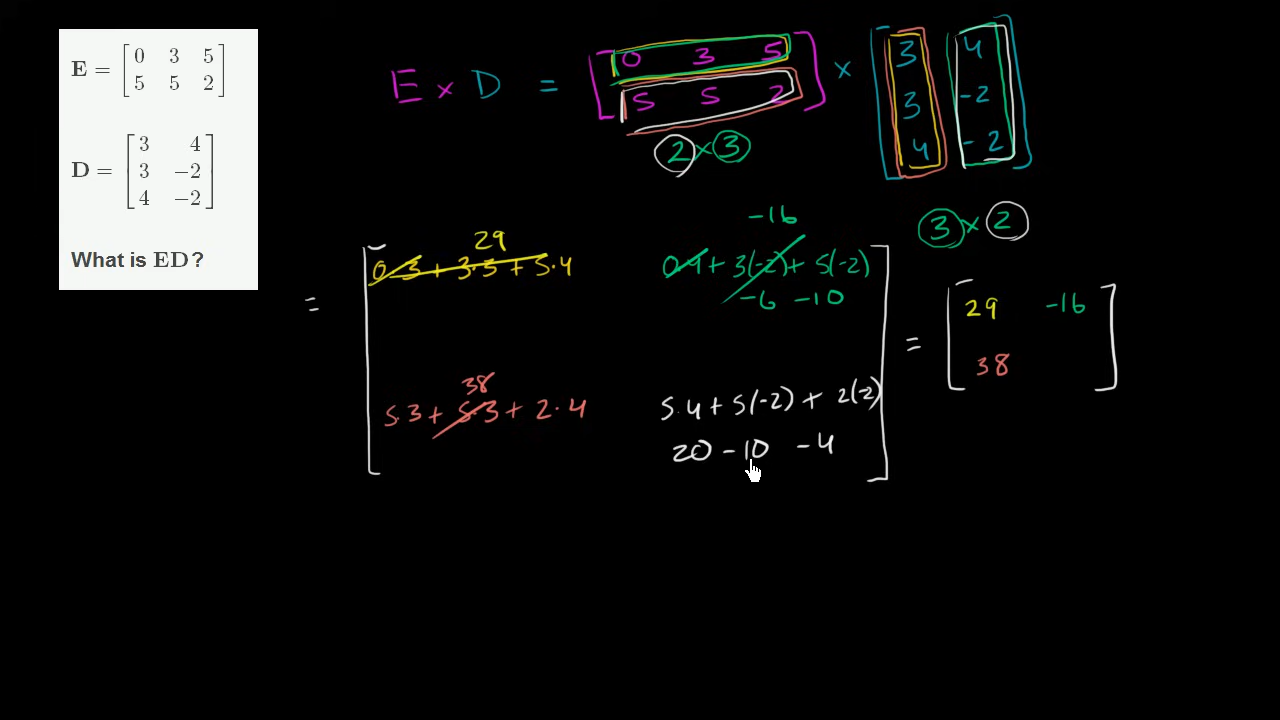 E = [ 0 3 5
5 5 2 ]
D = [ 3 4
3 −2
4 −2 ]
What is ED?
E × D = [ 0 3 5
5 5 2 ] × [ 3 4
3 -2
4 -2 ]
2 × 3
3 × 2
29
-16
= [ 0·3 + 3·3 + 5·4
0·4 + 3(-2) + 5(-2)
-6 -10
38
5·3 + 5·3 + 2·4
5·4 + 5(-2) + 2(-2)
20 - 10 - 4 ]
= [ 29 -16
38 ]